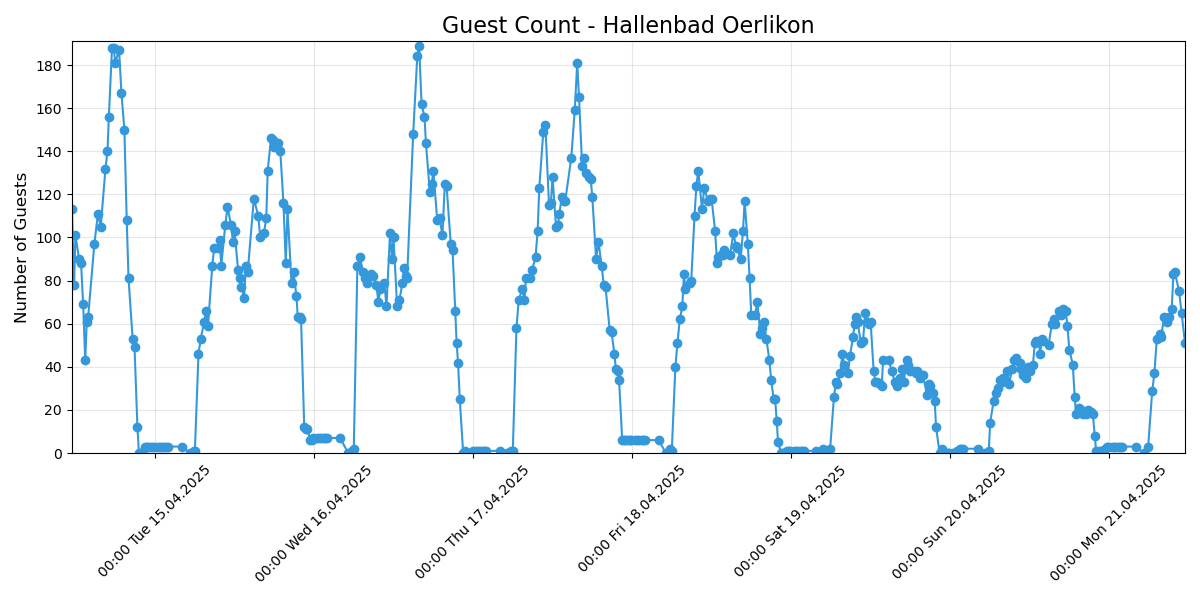 Guest Count - Hallenbad Oerlikon
Number of Guests
180
160
140
120
100
80
60
40
20
0
00:00 Tue 15.04.2025
00:00 Wed 16.04.2025
00:00 Thu 17.04.2025
00:00 Fri 18.04.2025
00:00 Sat 19.04.2025
00:00 Sun 20.04.2025
00:00 Mon 21.04.2025